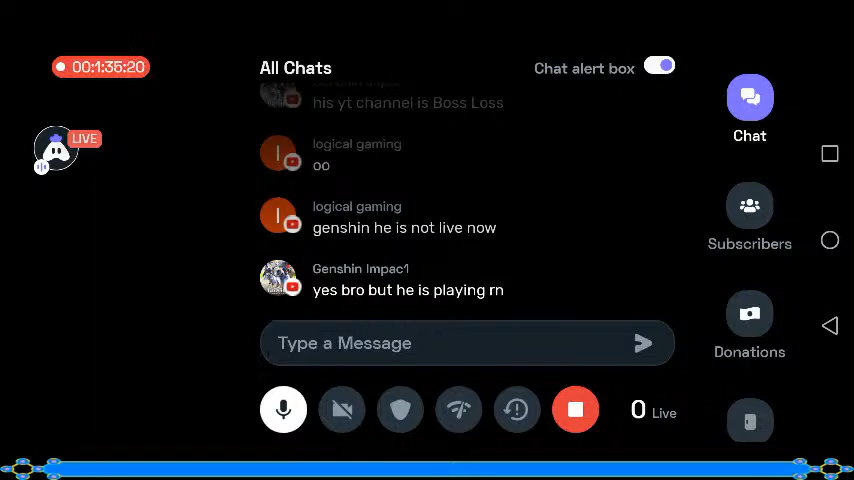 00:1:35:20
All Chats
Chat alert box
LIVE
his yt channel is Boss Loss
logical gaming
oo
logical gaming
genshin he is not live now
Genshin Impac1
yes bro but he is playing rn
Type a Message
0 Live
Chat
Subscribers
Donations